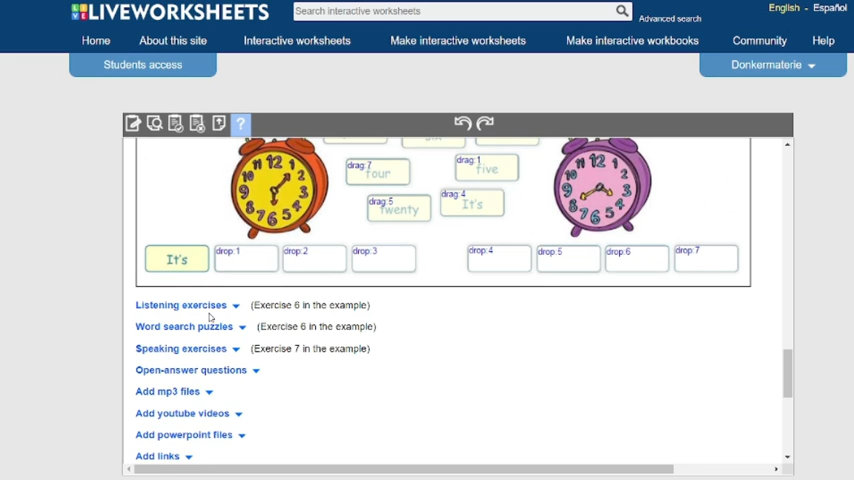 LIVEWORKSHEETS
Search interactive worksheets
Advanced search
English - Español
Home
About this site
Interactive worksheets
Make interactive worksheets
Make interactive workbooks
Community
Help
Students access
Donkermaterie
?
drag:7
four
drag:1
five
drag:5
twenty
drag:4
It's
It's
drop:1
drop:2
drop:3
drop:4
drop:5
drop:6
drop:7
Listening exercises (Exercise 6 in the example)
Word search puzzles (Exercise 6 in the example)
Speaking exercises (Exercise 7 in the example)
Open-answer questions
Add mp3 files
Add youtube videos
Add powerpoint files
Add links